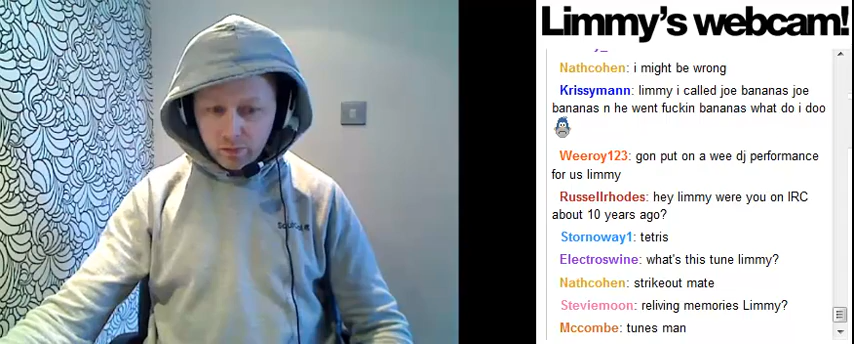 Limmy's webcam!
Nathcohen: i might be wrong
Krissymann: limmy i called joe bananas joe
bananas n he went fuckin bananas what do i doo
Weeroy123: gon put on a wee dj performance
for us limmy
Russellrhodes: hey limmy were you on IRC
about 10 years ago?
Stornoway1: tetris
Electroswine: what's this tune limmy?
Nathcohen: strikeout mate
Steviemoon: reliving memories Limmy?
Mccombe: tunes man